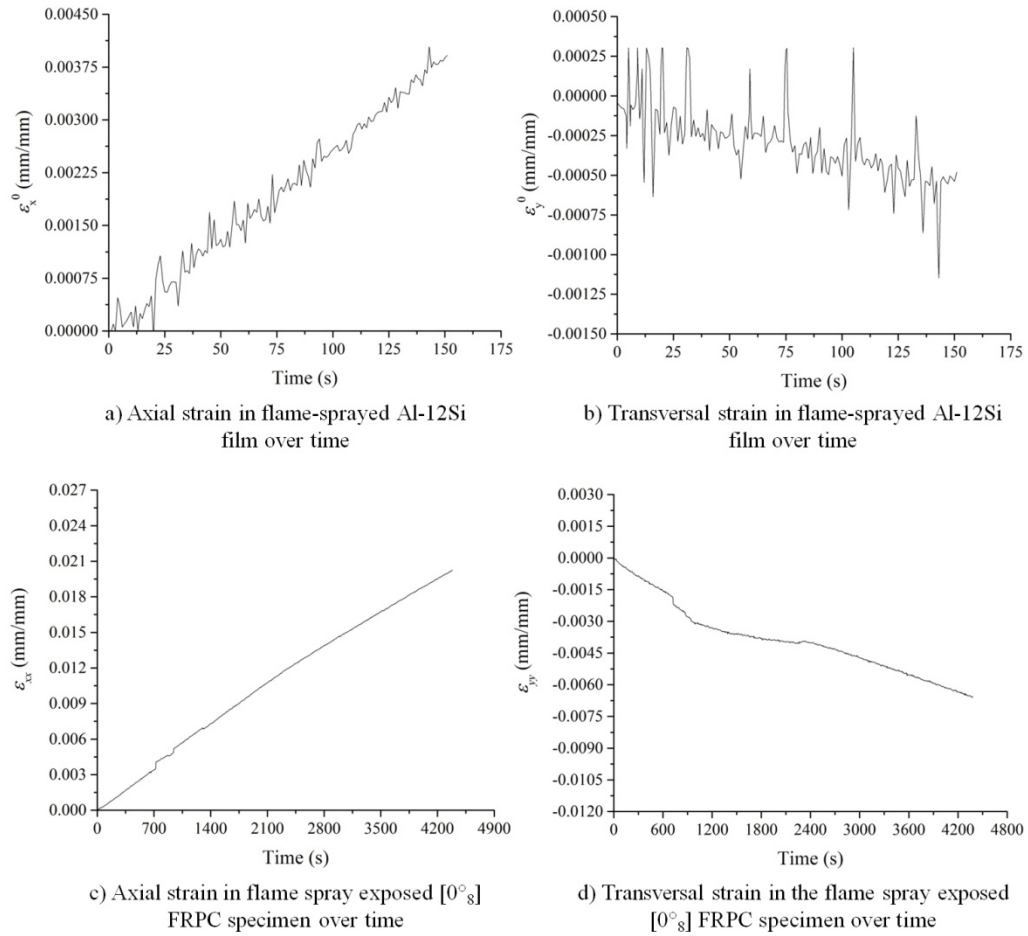 0.00450
0.00375
0.00300
0.00225
0.00150
0.00075
0.00000
εx0 (mm/mm)
0 25 50 75 100 125 150 175
Time (s)
a) Axial strain in flame-sprayed Al-12Si
film over time
0.00050
0.00025
0.00000
-0.00025
-0.00050
-0.00075
-0.00100
-0.00125
-0.00150
εy0 (mm/mm)
0 25 50 75 100 125 150 175
Time (s)
b) Transversal strain in flame-sprayed Al-12Si
film over time
0.027
0.024
0.021
0.018
0.015
0.012
0.009
0.006
0.003
0.000
εxx (mm/mm)
0 700 1400 2100 2800 3500 4200 4900
Time (s)
c) Axial strain in flame spray exposed [0°8]
FRPC specimen over time
0.0030
0.0015
0.0000
-0.0015
-0.0030
-0.0045
-0.0060
-0.0075
-0.0090
-0.0105
-0.0120
εyy (mm/mm)
0 600 1200 1800 2400 3000 3600 4200 4800
Time (s)
d) Transversal strain in the flame spray exposed
[0°8] FRPC specimen over time